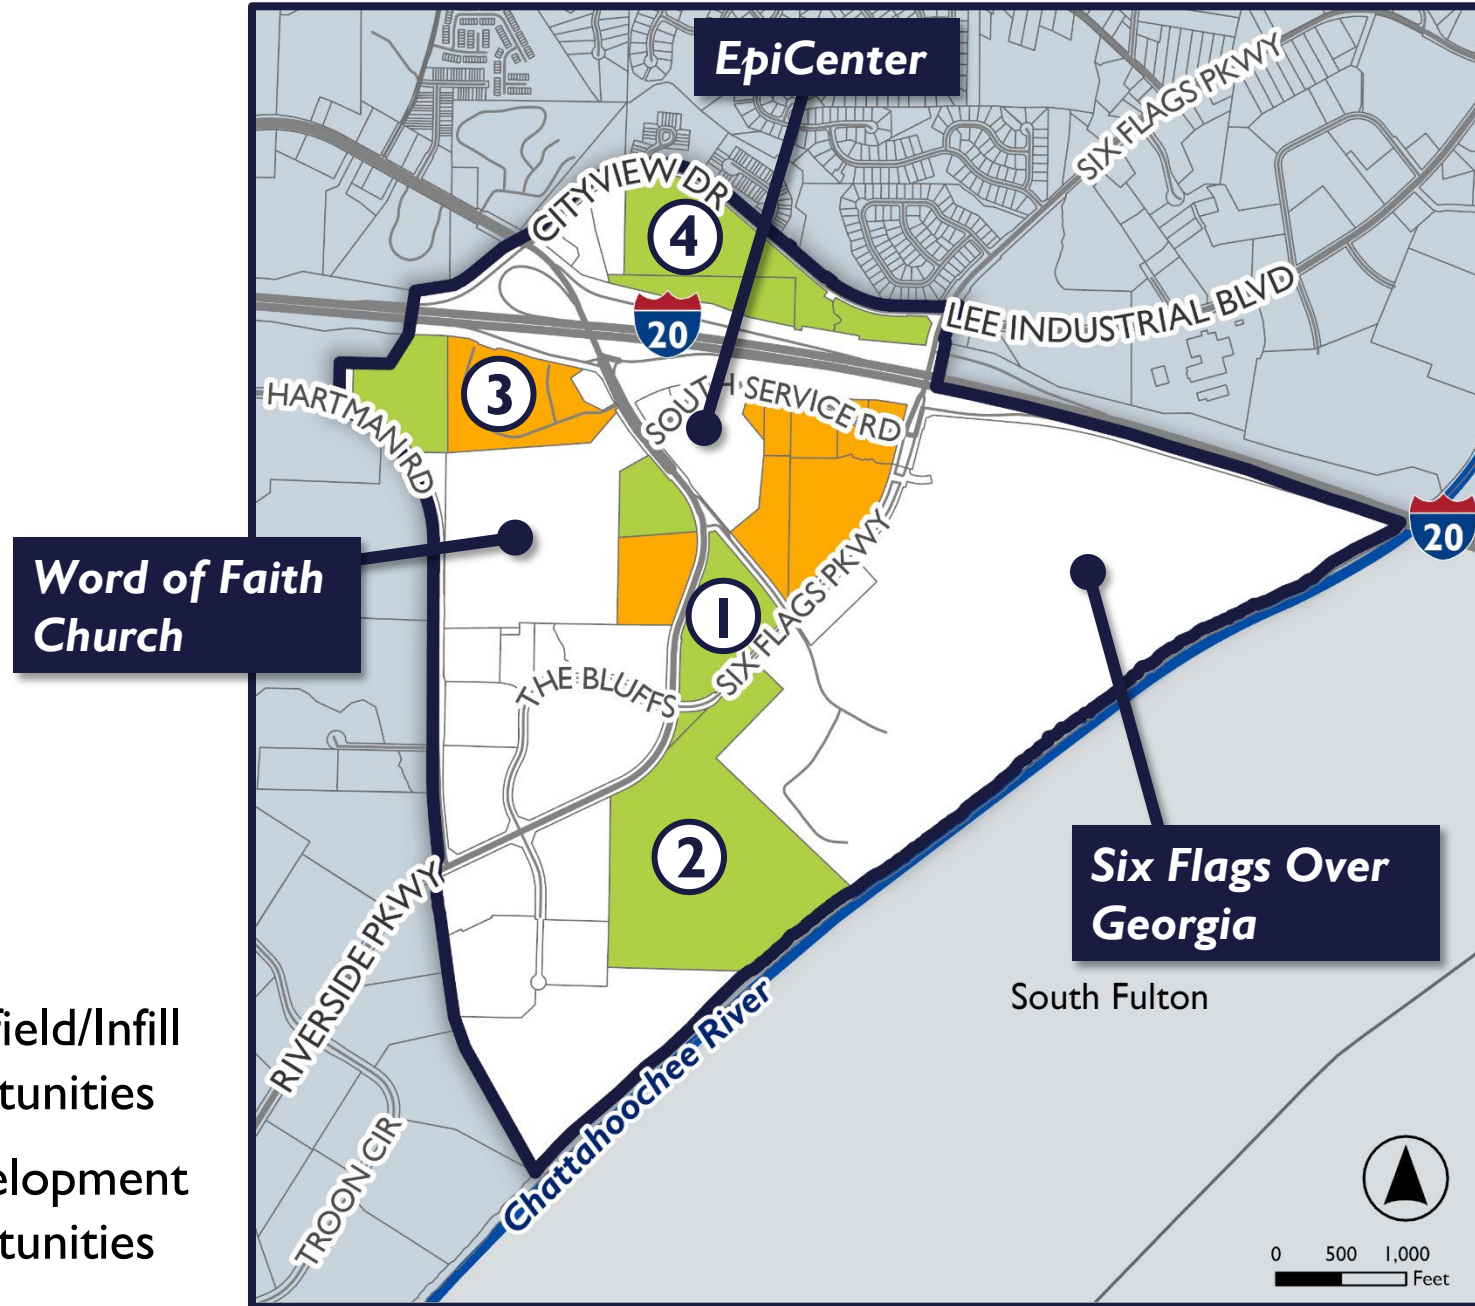 EpiCenter
SIX FLAGS PKWY
CITYVIEW DR
4
LEE INDUSTRIAL BLVD
20
HARTMAN RD
3
SOUTH SERVICE RD
20
Word of Faith
Church
1
SIX FLAGS PKWY
THE BLUFFS
2
Six Flags Over
Georgia
RIVERSIDE PKWY
South Fulton
Chattahoochee River
field/Infill
tunities
TROON CIR
elopment
tunities
0 500 1,000
Feet